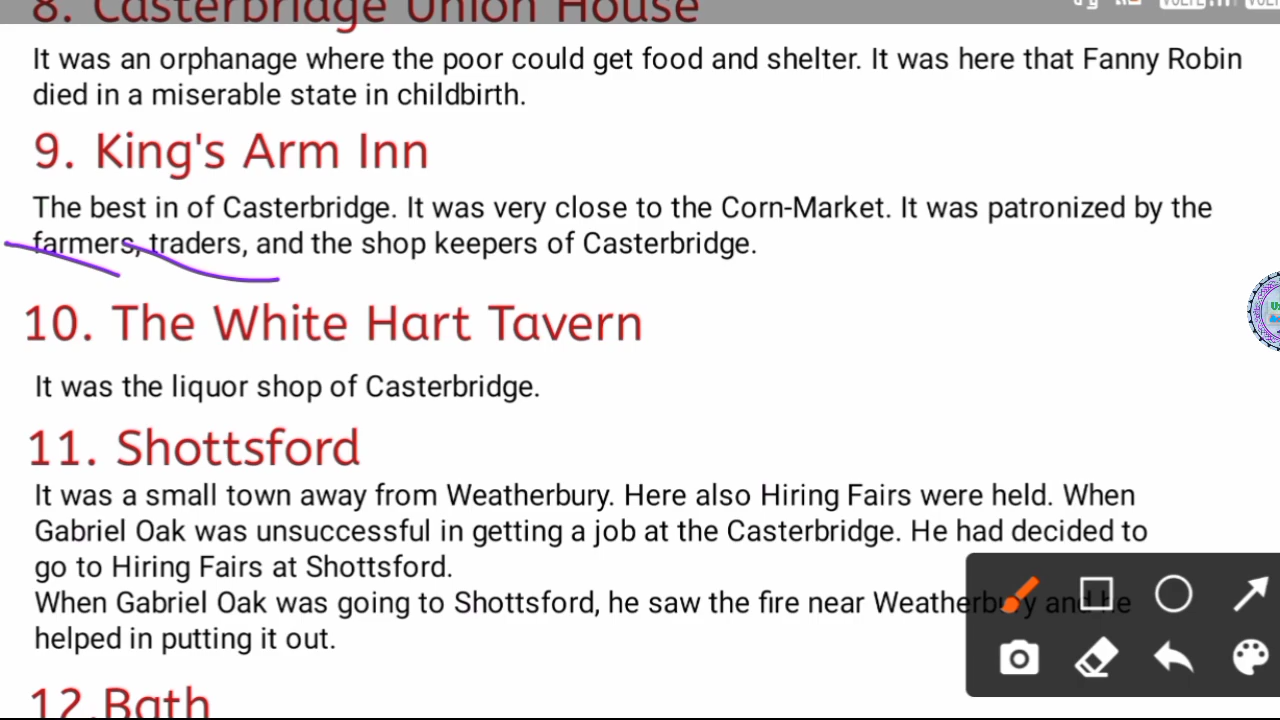 8. Casterbridge Union House
It was an orphanage where the poor could get food and shelter. It was here that Fanny Robin
died in a miserable state in childbirth.
9. King's Arm Inn
The best in of Casterbridge. It was very close to the Corn-Market. It was patronized by the
farmers, traders, and the shop keepers of Casterbridge.
10. The White Hart Tavern
It was the liquor shop of Casterbridge.
11. Shottsford
It was a small town away from Weatherbury. Here also Hiring Fairs were held. When
Gabriel Oak was unsuccessful in getting a job at the Casterbridge. He had decided to
go to Hiring Fairs at Shottsford.
When Gabriel Oak was going to Shottsford, he saw the fire near Weatherbury and he
helped in putting it out.
12.Bath